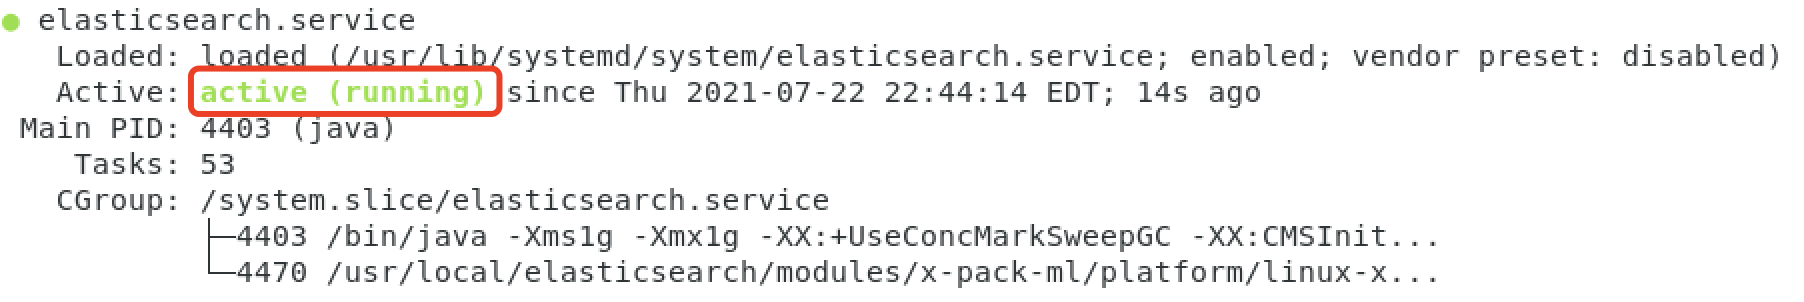 ● elasticsearch.service
Loaded: loaded (/usr/lib/systemd/system/elasticsearch.service; enabled; vendor preset: disabled)
Active: active (running) since Thu 2021-07-22 22:44:14 EDT; 14s ago
Main PID: 4403 (java)
Tasks: 53
CGroup: /system.slice/elasticsearch.service
├─4403 /bin/java -Xms1g -Xmx1g -XX:+UseConcMarkSweepGC -XX:CMSInit...
└─4470 /usr/local/elasticsearch/modules/x-pack-ml/platform/linux-x...